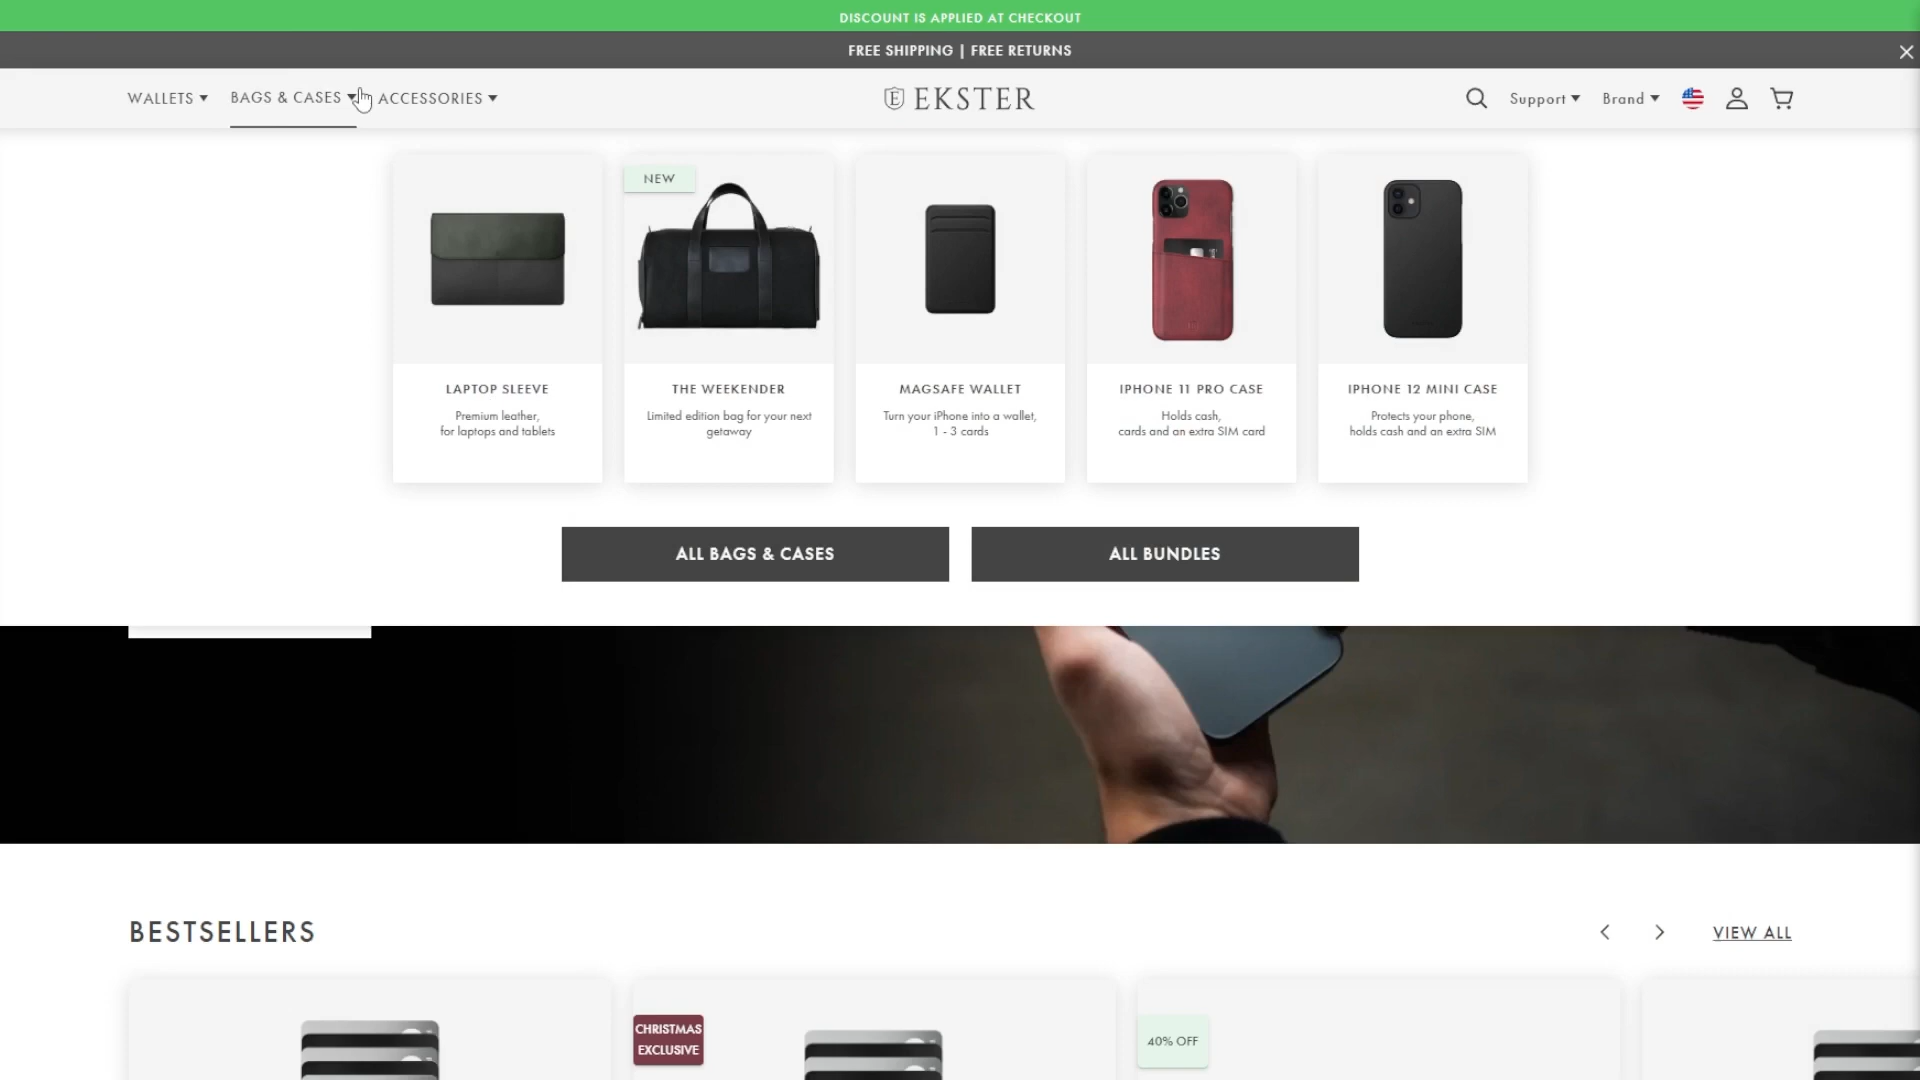 DISCOUNT IS APPLIED AT CHECKOUT
FREE SHIPPING | FREE RETURNS
WALLETS
BAGS & CASES
ACCESSORIES
EKSTER
Support
Brand
NEW
LAPTOP SLEEVE
Premium leather,
for laptops and tablets
THE WEEKENDER
Limited edition bag for your next
getaway
MAGSAFE WALLET
Turn your iPhone into a wallet,
1 - 3 cards
IPHONE 11 PRO CASE
Holds cash,
cards and an extra SIM card
IPHONE 12 MINI CASE
Protects your phone,
holds cash and an extra SIM
ALL BAGS & CASES
ALL BUNDLES
BESTSELLERS
VIEW ALL
CHRISTMAS
EXCLUSIVE
40% OFF